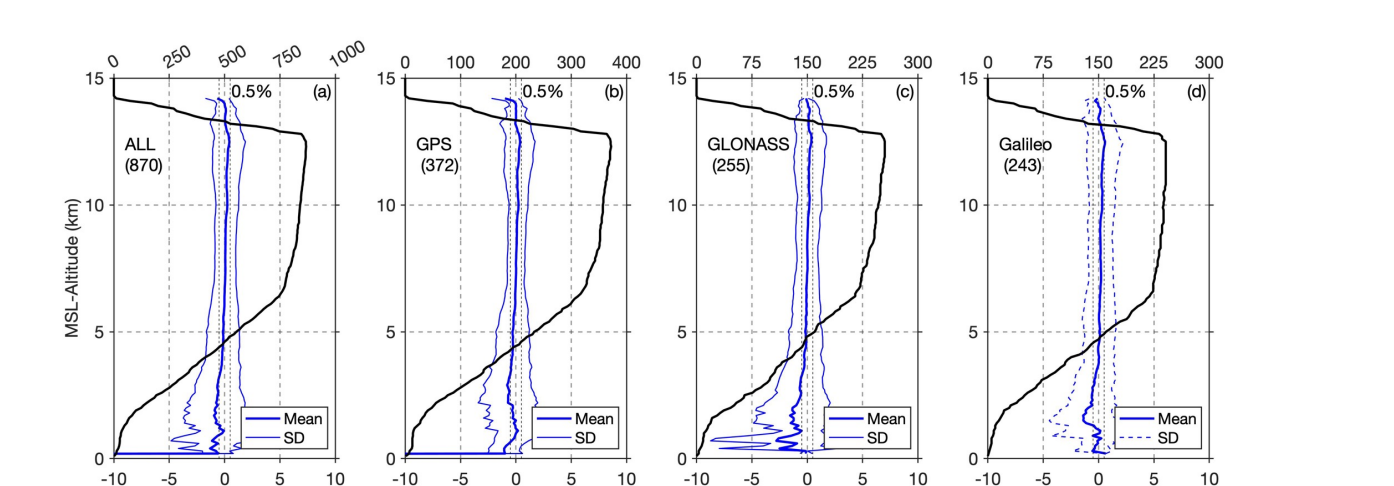 0 250 500 750 1000
0 100 200 300 400
0 75 150 225 300
0 75 150 225 300
15 10 5 0
MSL-Altitude (km)
0.5% (a)
ALL
(870)
Mean
SD
-10 -5 0 5 10
15 10 5 0
0.5% (b)
GPS
(372)
Mean
SD
-10 -5 0 5 10
15 10 5 0
0.5% (c)
GLONASS
(255)
Mean
SD
-10 -5 0 5 10
15 10 5 0
0.5% (d)
Galileo
(243)
Mean
SD
-10 -5 0 5 10